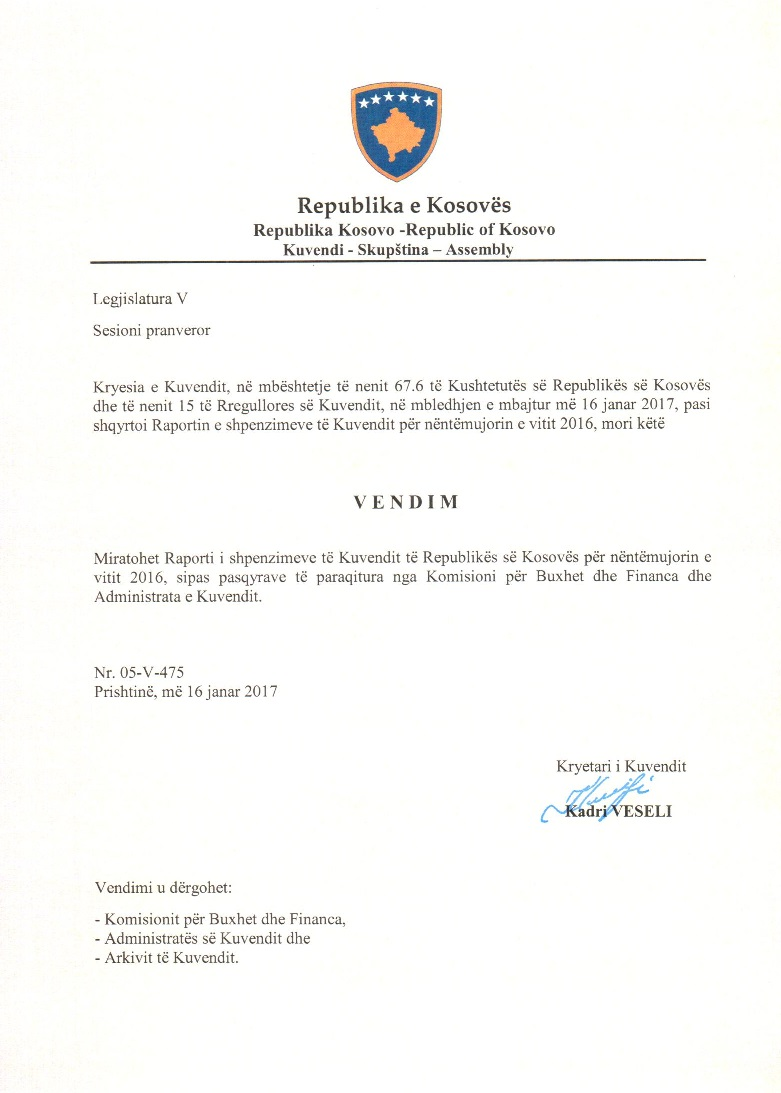 Republika e Kosovës
Republika Kosovo -Republic of Kosovo
Kuvendi - Skupština – Assembly
Legjislatura V
Sesioni pranveror
Kryesia e Kuvendit, në mbështetje të nenit 67.6 të Kushtetutës së Republikës së Kosovës
dhe të nenit 15 të Rregullores së Kuvendit, në mbledhjen e mbajtur më 16 janar 2017, pasi
shqyrtoi Raportin e shpenzimeve të Kuvendit për nëntëmujorin e vitit 2016, mori këtë
V E N D I M
Miratohet Raporti i shpenzimeve të Kuvendit të Republikës së Kosovës për nëntëmujorin e
vitit 2016, sipas pasqyrave të paraqitura nga Komisioni për Buxhet dhe Financa dhe
Administrata e Kuvendit.
Nr. 05-V-475
Prishtinë, më 16 janar 2017
Kryetari i Kuvendit
Kadri VESELI
Vendimi u dërgohet:
- Komisionit për Buxhet dhe Financa,
- Administratës së Kuvendit dhe
- Arkivit të Kuvendit.